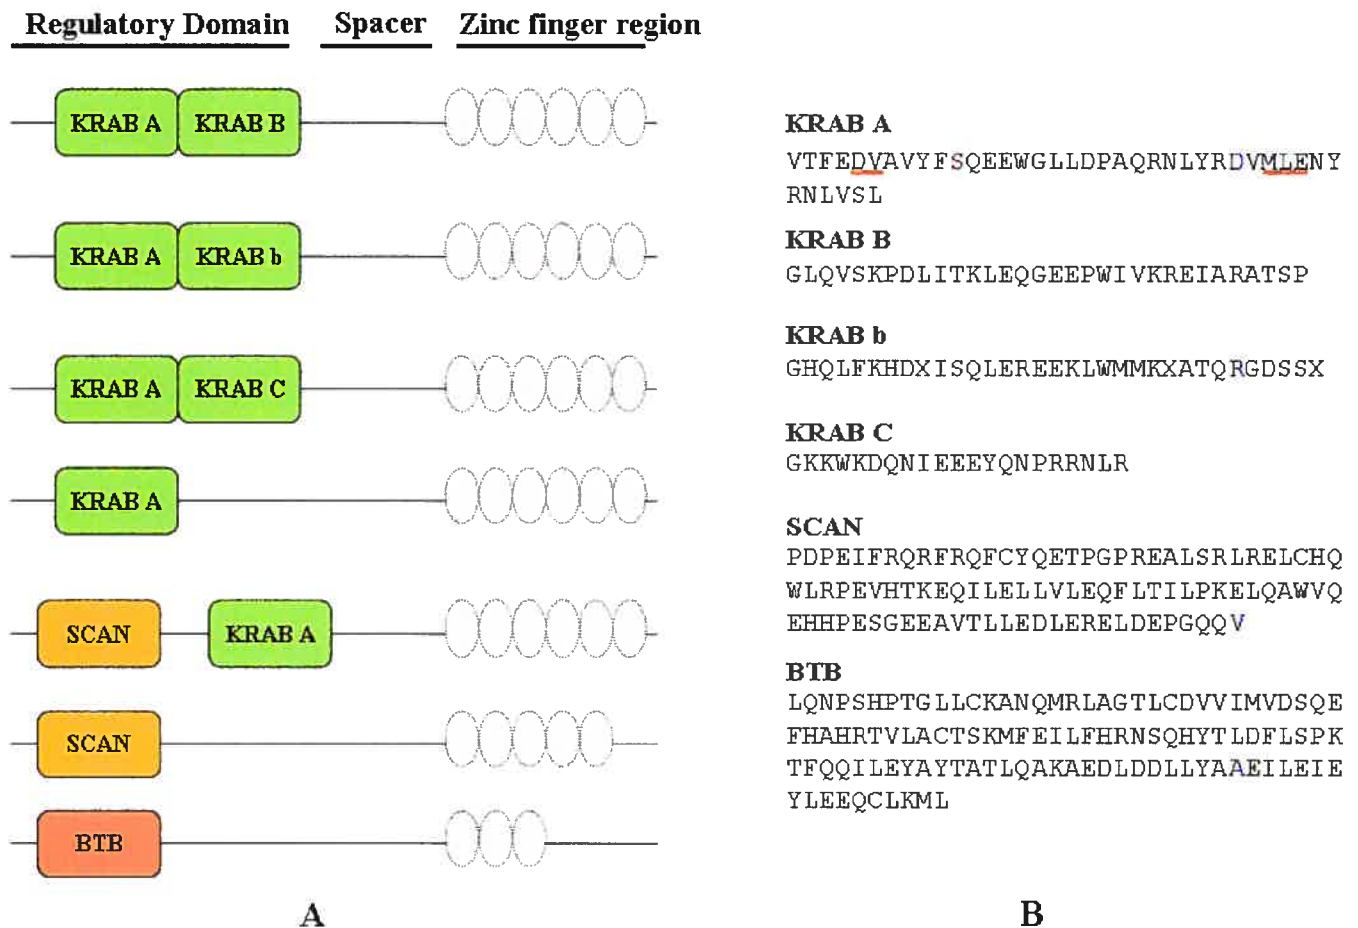 Regulatory Domain Spacer Zinc finger region
KRAB A KRAB B
KRAB A KRAB b
KRAB A KRAB C
KRAB A
SCAN KRAB A
SCAN
BTB
A
KRAB A
VTFEDVAVYFSQEEWGLLDPAQRNLYRDVMLENY
RNLVSL
KRAB B
GLQVSKPDLITKLEQGEEPWIVKREIARATSP
KRAB b
GHQLFKHDXISQLEREEKLWMMKXATQRGDSSX
KRAB C
GKKWKDQNIEEEYQNPRRNLR
SCAN
PDPEIFRQRFRQFCYQETPGPREALSRLRELCHQ
WLRPEVHTKEQILELLVLEQFLTILPKELQAWVQ
EHHPESGEEAVTLLEDLERELDEPGQQV
BTB
LQNPSHPTGLLCKANQMRLAGTLCDVVIMVDSQE
FHAHRTVLACTSKMFEILFHRNSQHYTLDFLSPK
TFQQILEYAYTATLQAKAEDLDDLLYAAEILEIE
YLEEQCLKML
B